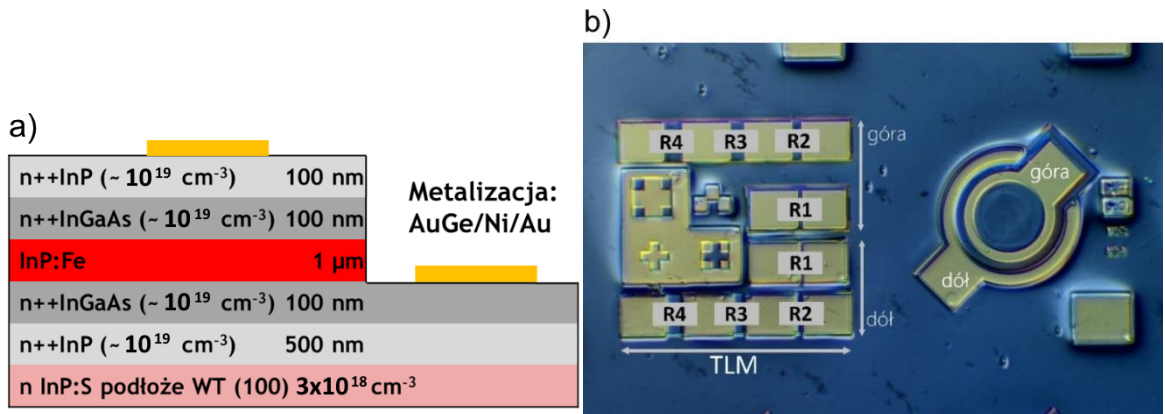 a)
n++InP (~ 10¹⁹ cm⁻³) 100 nm
n++InGaAs (~ 10¹⁹ cm⁻³) 100 nm
InP:Fe 1 µm
n++InGaAs (~ 10¹⁹ cm⁻³) 100 nm
n++InP (~ 10¹⁹ cm⁻³) 500 nm
n InP:S podłoże WT (100) 3x10¹⁸ cm⁻³
Metalizacja:
AuGe/Ni/Au
b)
R4 R3 R2
góra
R1
R1
R4 R3 R2
dół
TLM
góra
dół